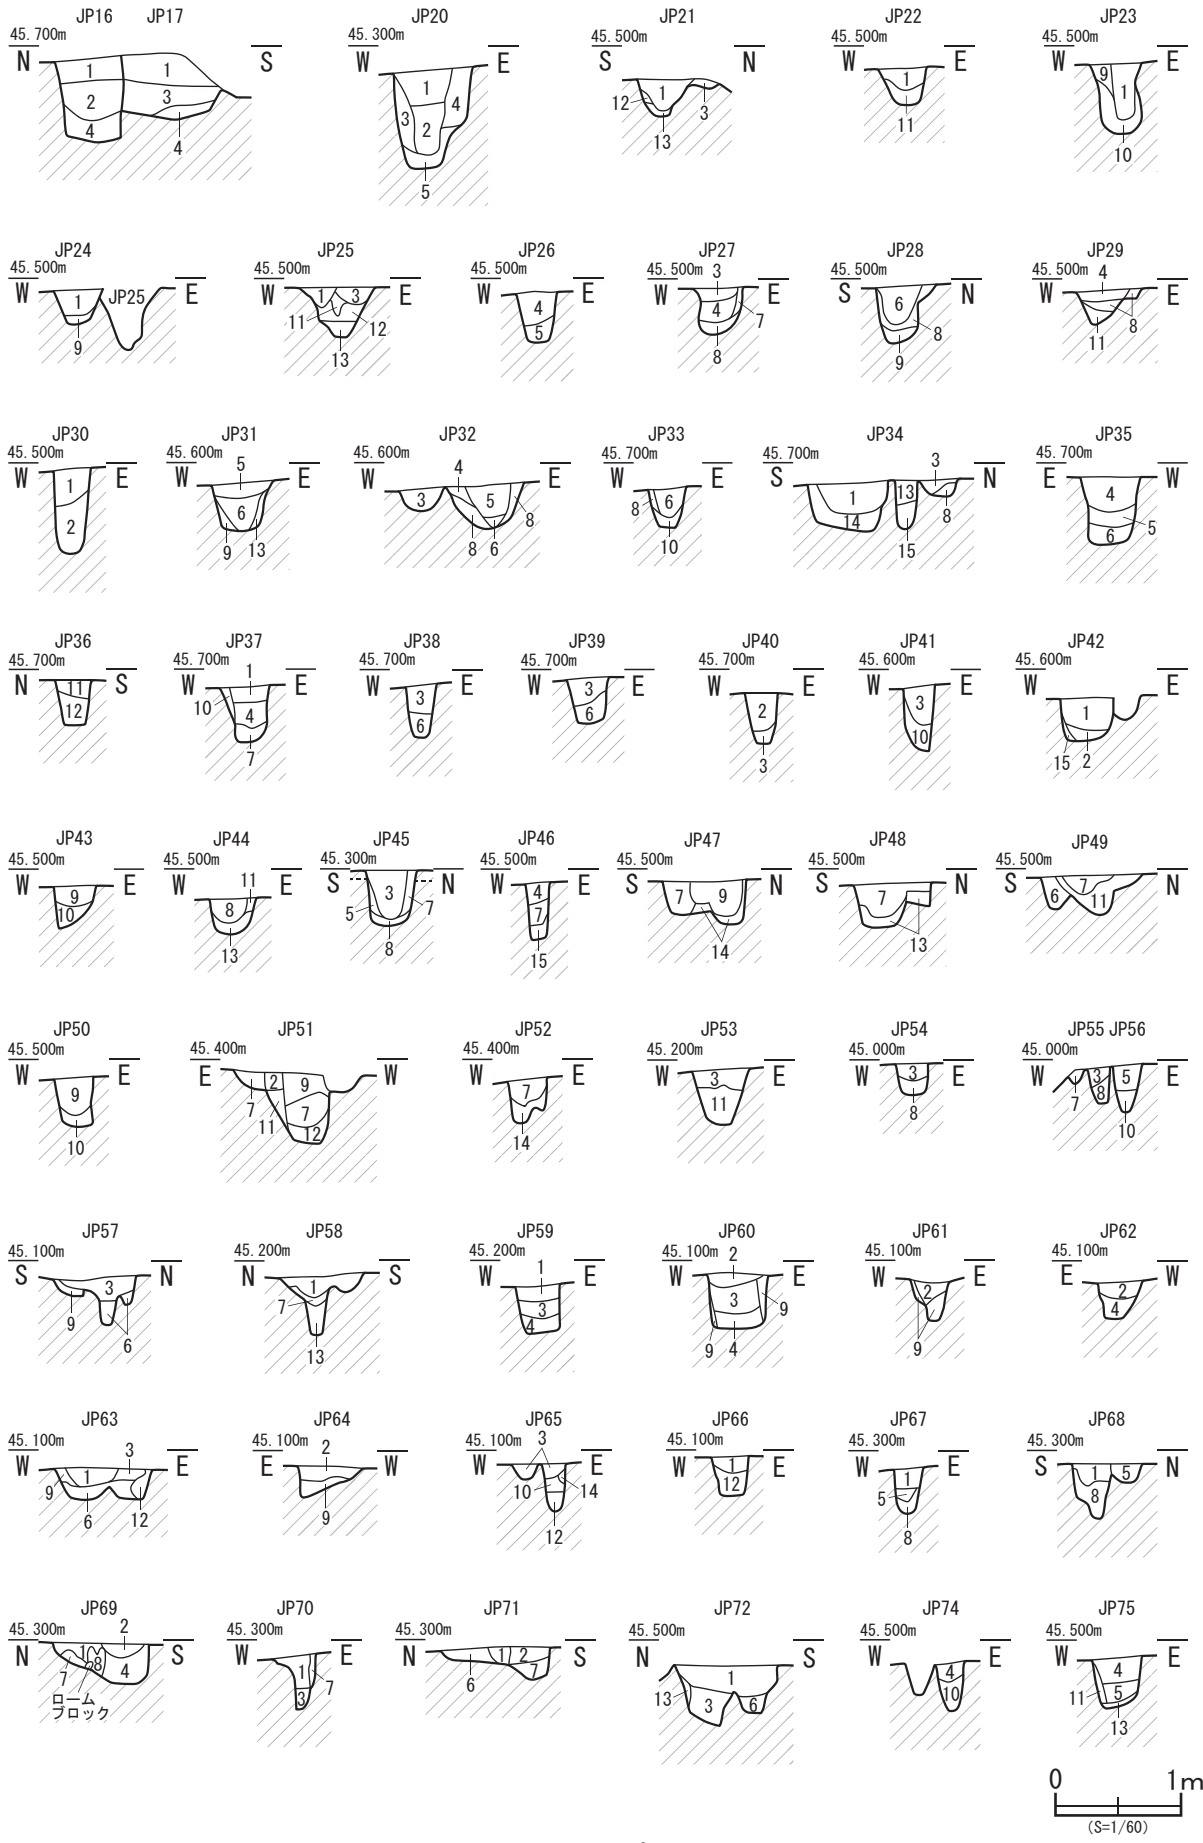 JP16 JP17
45.700m
N S
1 1
2 3
4 4
JP20
45.300m
W E
1
4
3 2
5
JP21
45.500m
S N
1
12 3
13
JP22
45.500m
W E
1
11
JP23
45.500m
W E
9
1
10
JP24
45.500m
W E
1 JP25
9
JP25
45.500m
W E
1 3
11 12
13
JP26
45.500m
W E
4
5
JP27
45.500m 3
W E
4 7
8
JP28
45.500m
S N
6
8
9
JP29
45.500m 4
W E
8
11
JP30
45.500m
W E
1
2
JP31
45.600m 5
W E
6
9 13
JP32
45.600m 4
W E
3 5
8 6 8
JP33
45.700m
W E
8 6
10
JP34
45.700m 3
S N
1 13
14 8
15
JP35
45.700m
E W
4
5
6
JP36
45.700m
N S
11
12
JP37
45.700m 1
W E
10 4
7
JP38
45.700m
W E
3
6
JP39
45.700m
W E
3
6
JP40
45.700m
W E
2
3
JP41
45.600m
W E
3
10
JP42
45.600m
W E
1
15 2
JP43
45.500m
W E
9
10
JP44
45.500m 11
W E
8
13
JP45
45.300m
S N
3
5 7
8
JP46
45.500m
W E
4
7
15
JP47
45.500m
S N
7 9
14
JP48
45.500m
S N
7
13
JP49
45.500m
S N
7
6 11
JP50
45.500m
W E
9
10
JP51
45.400m
E W
2 9
7 7
11 12
JP52
45.400m
W E
7
14
JP53
45.200m
W E
3
11
JP54
45.000m
W E
3
8
JP55 JP56
45.000m
W E
3 5
7 8
10
JP57
45.100m
S N
3
9 6
JP58
45.200m
N S
1
7
13
JP59
45.200m 1
W E
3
4
JP60
45.100m 2
W E
3 9
9 4
JP61
45.100m
W E
2
9
JP62
45.100m
E W
2
4
JP63
45.100m 3
W E
9 1
6 12
JP64
45.100m 2
E W
9
JP65
45.100m 3
W E
10 14
12
JP66
45.100m
W E
1
12
JP67
45.300m
W E
1
5
8
JP68
45.300m
S N
1 5
8
JP69
45.300m 2
N S
1
7 8 4
ローム
ブロック
JP70
45.300m
W E
1 7
3
JP71
45.300m
N S
1 2
6 7
JP72
45.500m
N S
1
13 3 6
JP74
45.500m
W E
4
10
JP75
45.500m
W E
4
11 5
13
0 1m
(S=1/60)